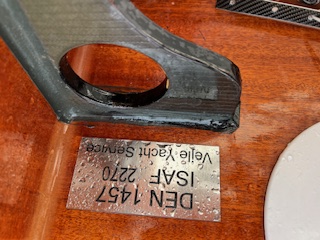 DEN 1457
ISAF 2270
Vejle Yacht Service